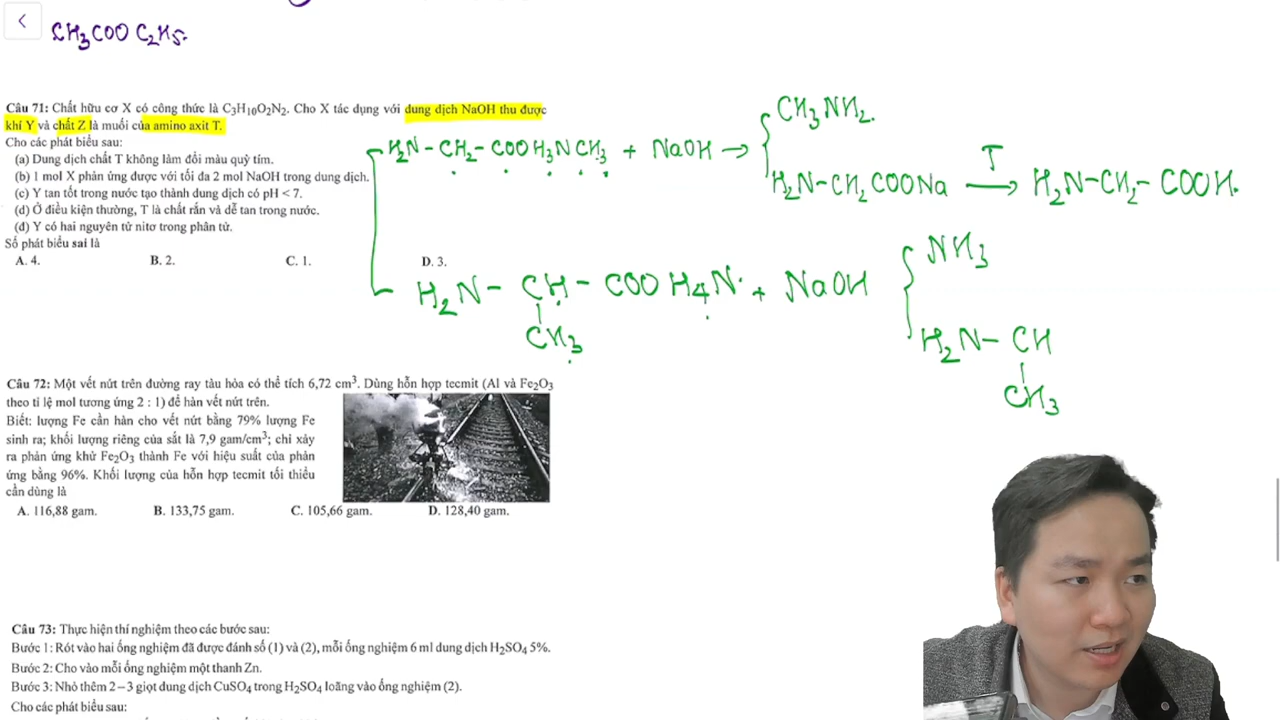 CH3COO C2H5.
Câu 71: Chất hữu cơ X có công thức là C3H10O2N2. Cho X tác dụng với dung dịch NaOH thu được
khí Y và chất Z là muối của amino axit T.
Cho các phát biểu sau:
(a) Dung dịch chất T không làm đổi màu quỳ tím.
(b) 1 mol X phản ứng được với tối đa 2 mol NaOH trong dung dịch.
(c) Y tan tốt trong nước tạo thành dung dịch có pH < 7.
(d) Ở điều kiện thường, T là chất rắn và dễ tan trong nước.
(đ) Y có hai nguyên tử nitơ trong phân tử.
Số phát biểu sai là
A. 4. B. 2. C. 1. D. 3.
CH3NH2.
H2N-CH2-COOH3NCH3 + NaOH →
H2N-CH2COONa T → H2N-CH2-COOH.
NH3
H2N-CH-COOH4N. + NaOH
CH3
H2N-CH
CH3
Câu 72: Một vết nứt trên đường ray tàu hỏa có thể tích 6,72 cm3. Dùng hỗn hợp tecmit (Al và Fe2O3
theo tỉ lệ mol tương ứng 2 : 1) để hàn vết nứt trên.
Biết: lượng Fe cần hàn cho vết nứt bằng 79% lượng Fe
sinh ra; khối lượng riêng của sắt là 7,9 gam/cm3; chỉ xảy
ra phản ứng khử Fe2O3 thành Fe với hiệu suất của phản
ứng bằng 96%. Khối lượng của hỗn hợp tecmit tối thiểu
cần dùng là
A. 116,88 gam. B. 133,75 gam. C. 105,66 gam. D. 128,40 gam.
Câu 73: Thực hiện thí nghiệm theo các bước sau:
Bước 1: Rót vào hai ống nghiệm đã được đánh số (1) và (2), mỗi ống nghiệm 6 ml dung dịch H2SO4 5%.
Bước 2: Cho vào mỗi ống nghiệm một thanh Zn.
Bước 3: Nhỏ thêm 2–3 giọt dung dịch CuSO4 trong H2SO4 loãng vào ống nghiệm (2).
Cho các phát biểu sau: